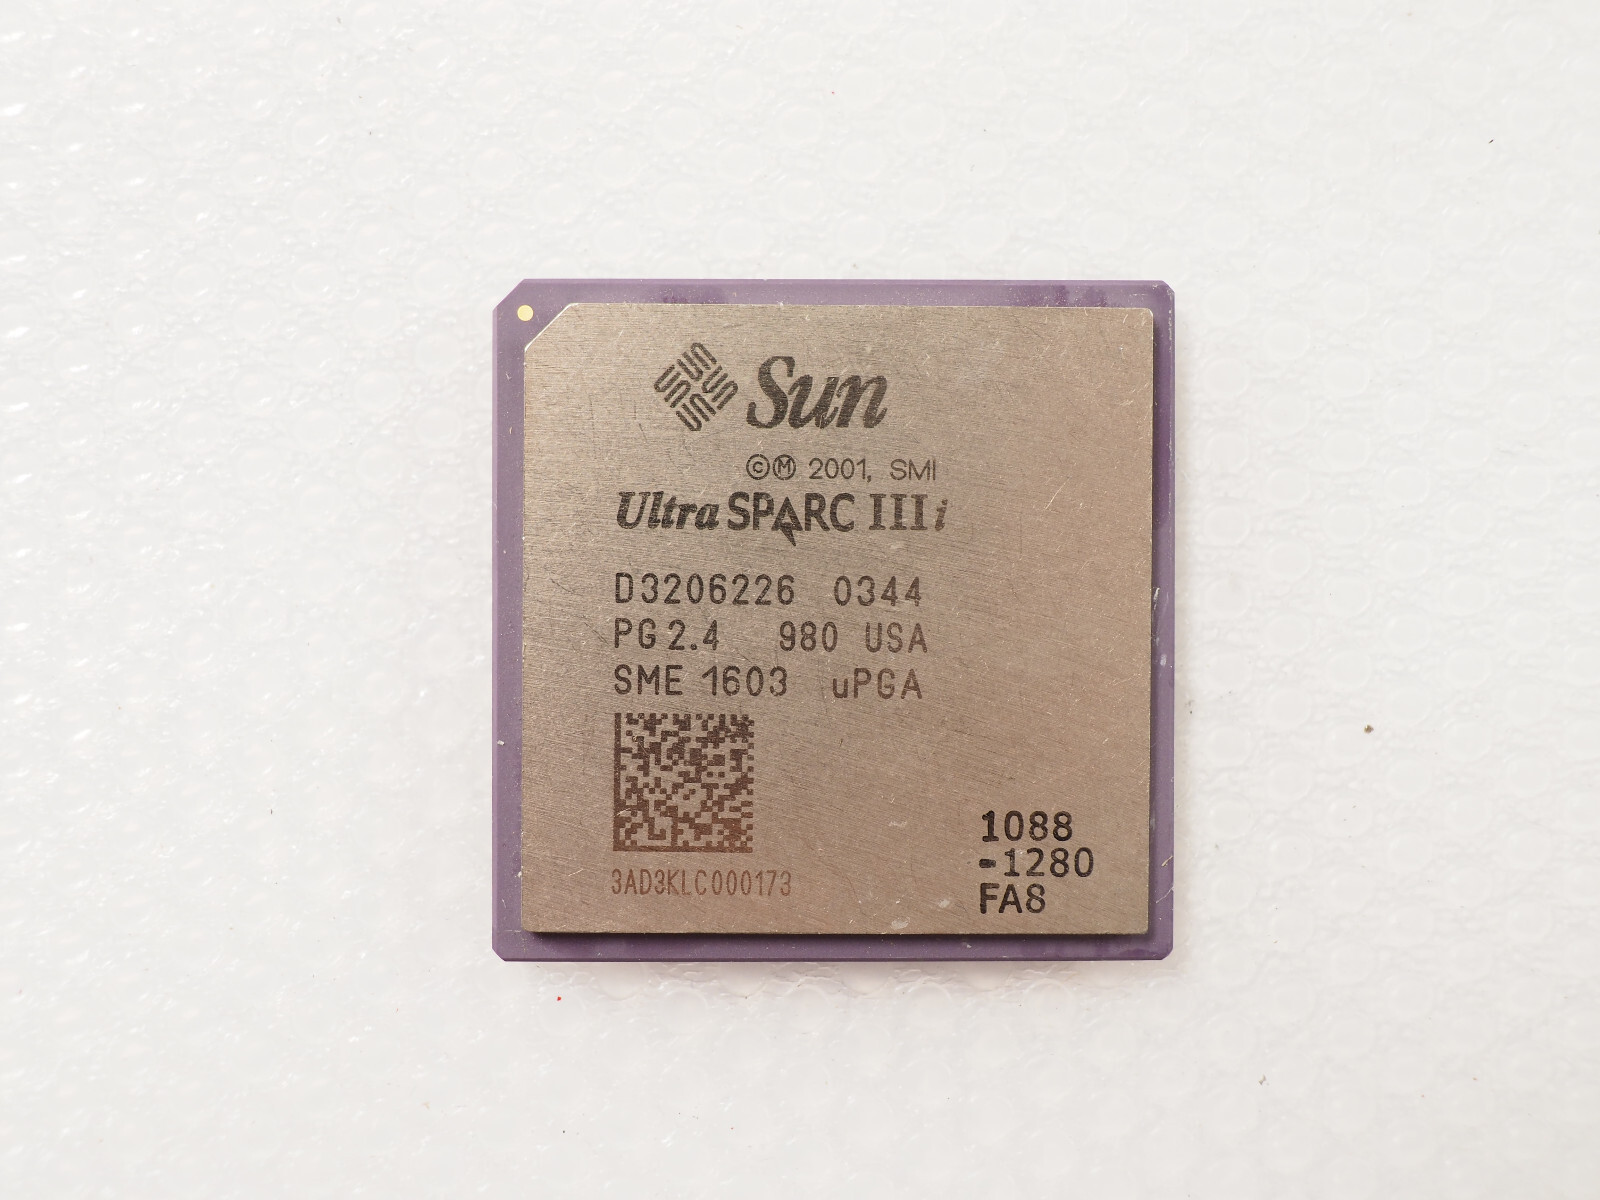 Sun
©Ⓜ 2001, SMI
UltraSPARC IIIi
D3206226 0344
PG2.4 980 USA
SME 1603 uPGA
3AD3KLC000173
1088
-1280
FA8